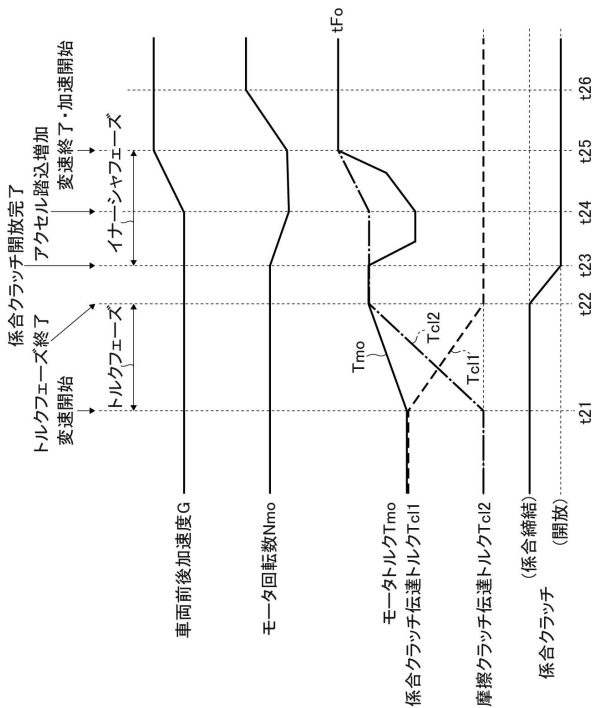 係合クラッチ開放完了
トルクフェーズ終了
アクセル踏込増加
変速開始
変速終了・加速開始
トルクフェーズ
イナーシャフェーズ
車両前後加速度G
モータ回転数Nmo
tFo
モータトルクTmo
係合クラッチ伝達トルクTcl1
Tmo
Tcl2
Tcl1
摩擦クラッチ伝達トルクTcl2
(係合締結)
係合クラッチ
(開放)
t21
t22
t23
t24
t25
t26